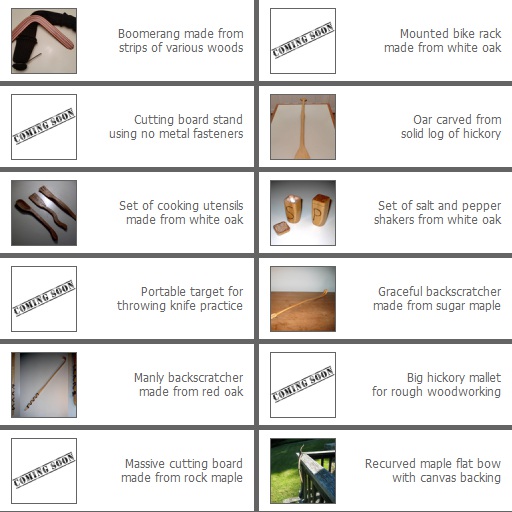 Boomerang made from
strips of various woods
COMING SOON
Mounted bike rack
made from white oak
COMING SOON
Cutting board stand
using no metal fasteners
Oar carved from
solid log of hickory
Set of cooking utensils
made from white oak
S P
Set of salt and pepper
shakers from white oak
COMING SOON
Portable target for
throwing knife practice
Graceful backscratcher
made from sugar maple
Manly backscratcher
made from red oak
COMING SOON
Big hickory mallet
for rough woodworking
COMING SOON
Massive cutting board
made from rock maple
Recurved maple flat bow
with canvas backing